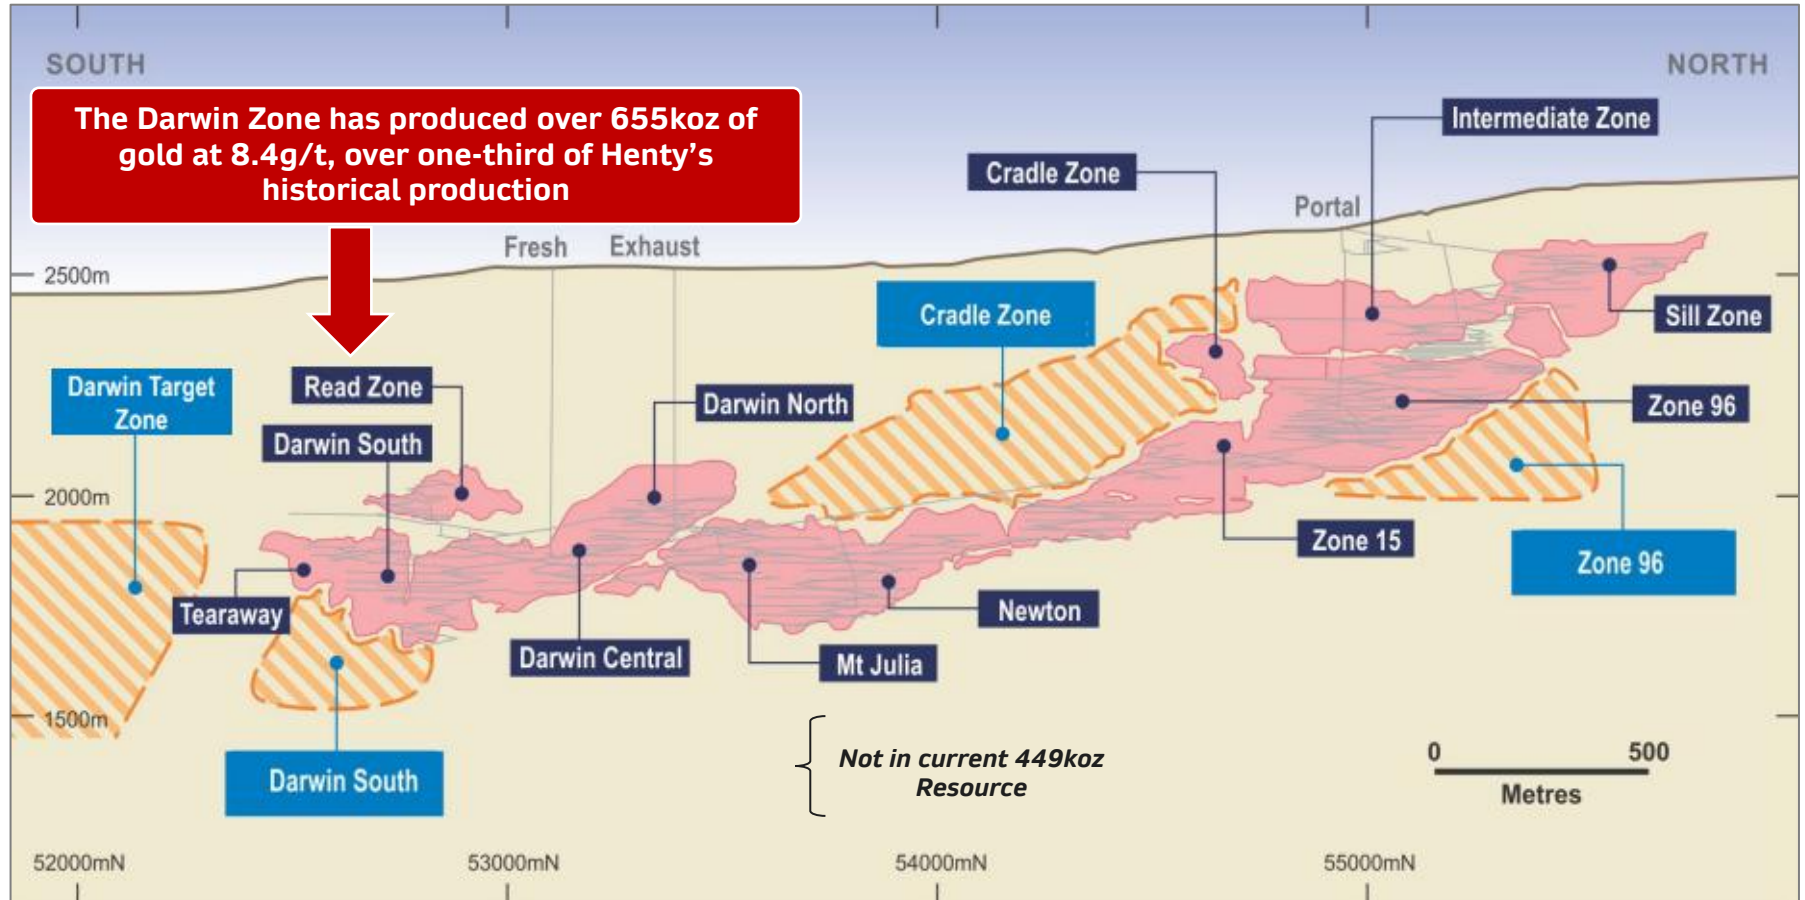 SOUTH
NORTH
The Darwin Zone has produced over 655koz of
gold at 8.4g/t, over one-third of Henty’s
historical production
Intermediate Zone
Cradle Zone
Portal
Fresh
Exhaust
2500m
Cradle Zone
Sill Zone
Darwin Target
Zone
Read Zone
Darwin North
Zone 96
Darwin South
2000m
Zone 15
Zone 96
Tearaway
Newton
Darwin Central
Mt Julia
1500m
Darwin South
Not in current 449koz
Resource
0
500
Metres
52000mN
53000mN
54000mN
55000mN